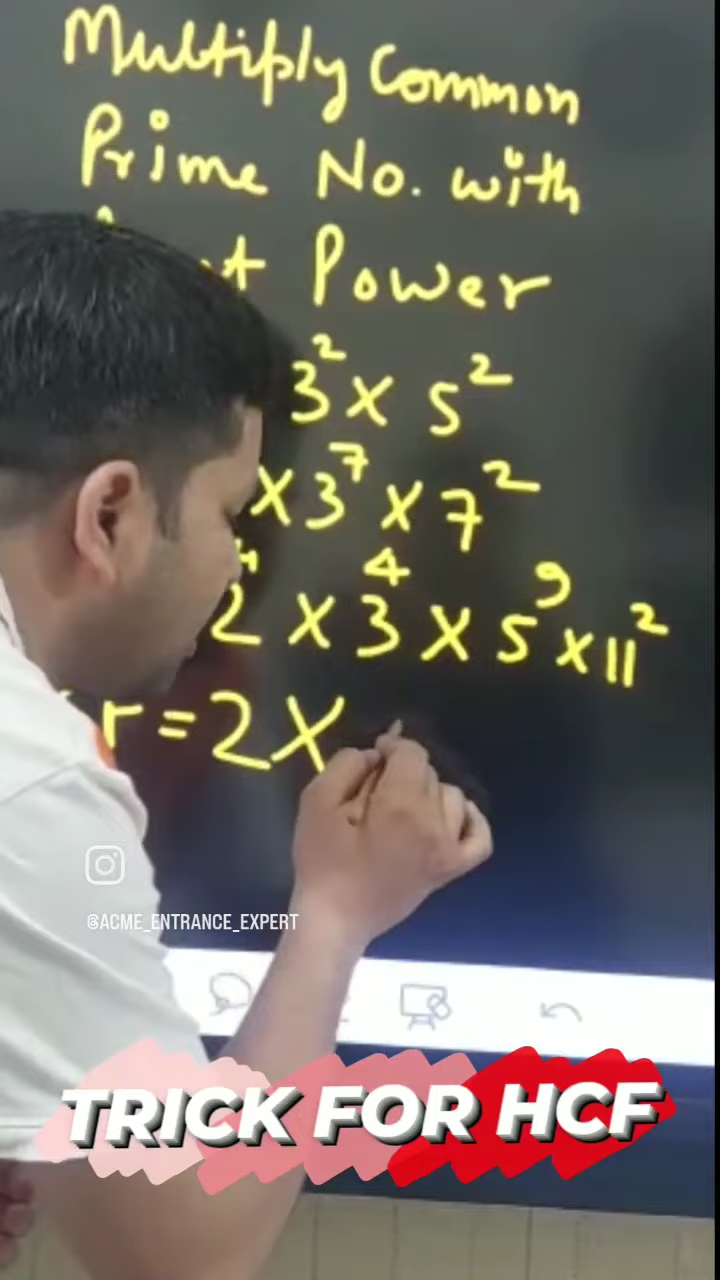 Multiply Common
Prime No. with
Power
3² × 5²
× 3⁷ × 7²
2 × 3⁴ × 5⁹ × 11²
= 2 ×
@ACME_ENTRANCE_EXPERT
TRICK FOR HCF